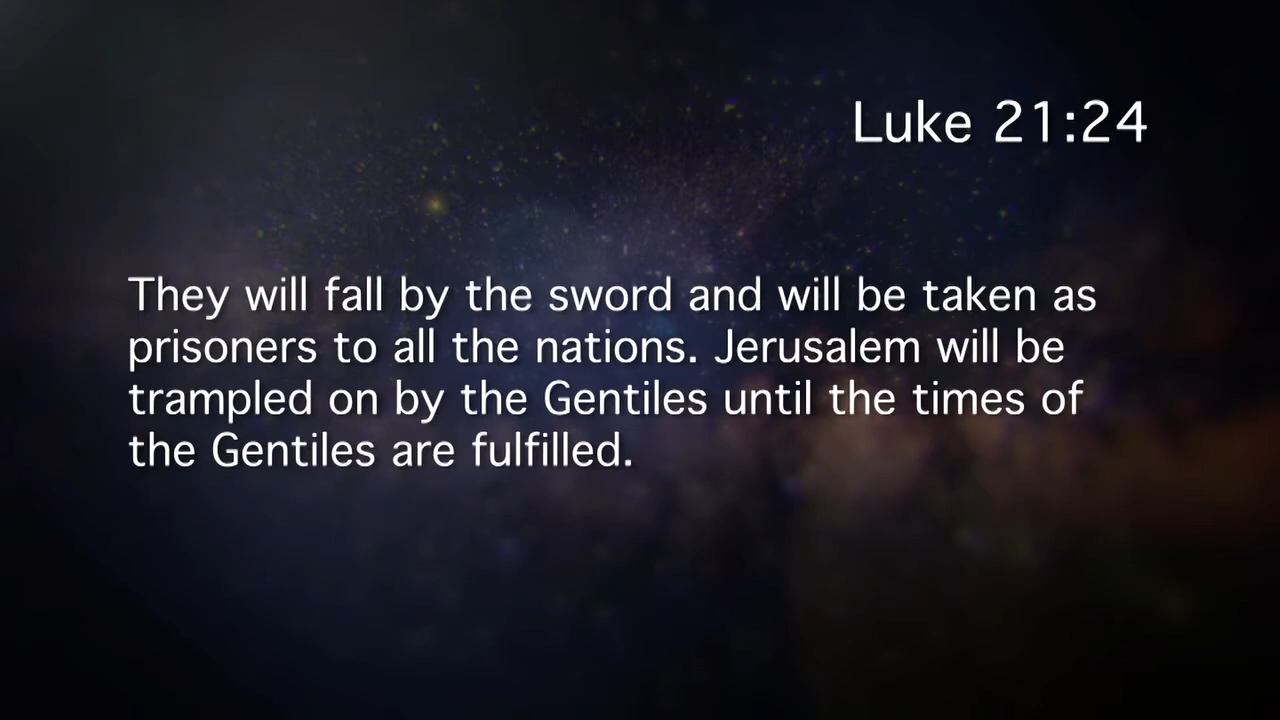 Luke 21:24
They will fall by the sword and will be taken as
prisoners to all the nations. Jerusalem will be
trampled on by the Gentiles until the times of
the Gentiles are fulfilled.